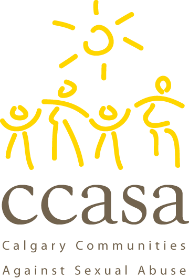 ccasa
Calgary Communities
Against Sexual Abuse